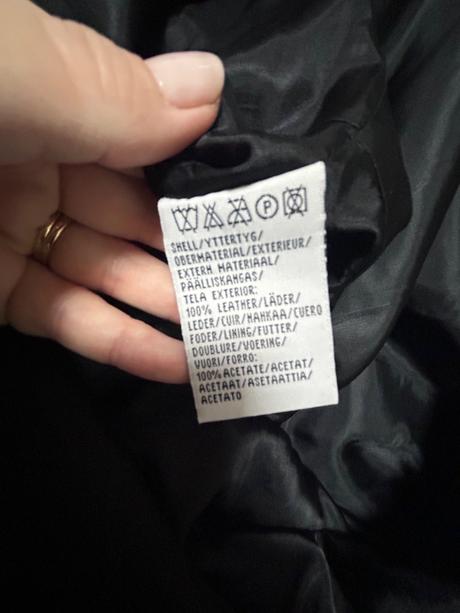 P
SHELL/YTTERTYG/
OBERMATERIAL/EXTERIEUR/
EXTERN MATERIAAL/
PÄÄLLISKANGAS/
TELA EXTERIOR:
100% LEATHER/LÄDER/
LEDER/CUIR/NAHKAA/CUERO
FODER/LINING/FUTTER/
DOUBLURE/VOERING/
VUORI/FORRO:
100% ACETATE/ACETAT/
ACETAAT/ASETAATTIA/
ACETATO